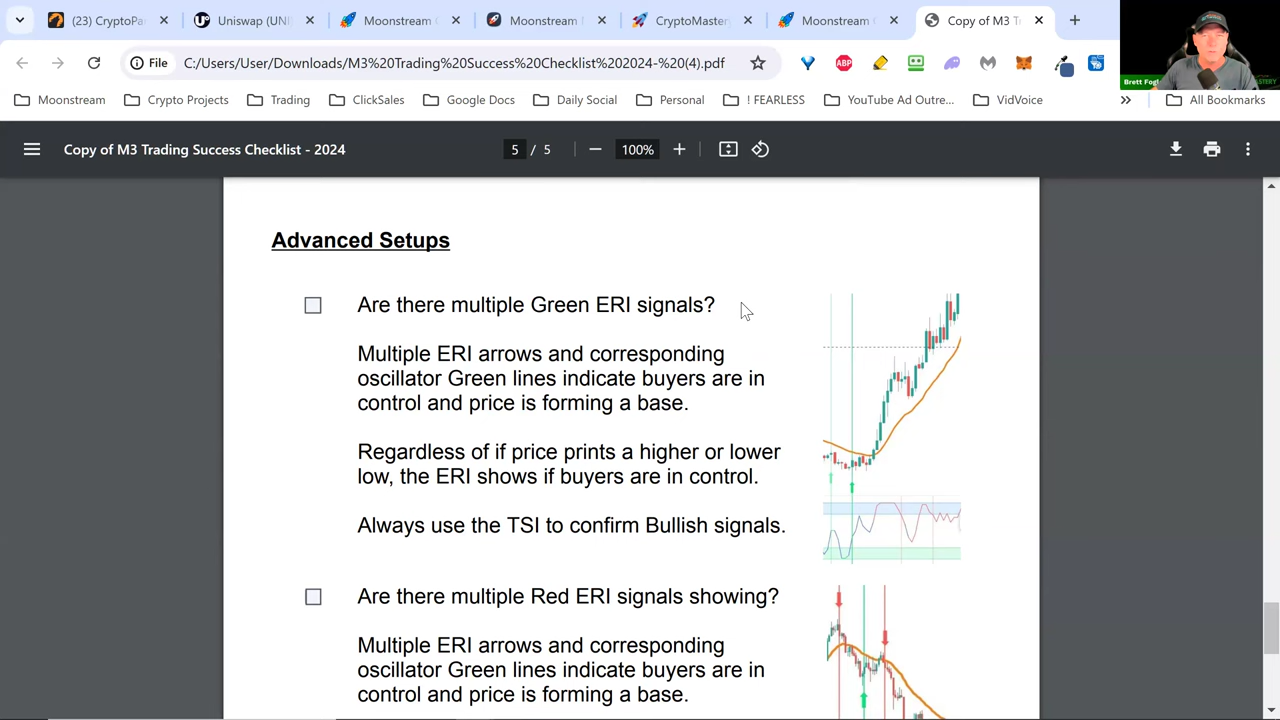 (23) CryptoPa
Uniswap (UNI
Moonstream
Moonstream
CryptoMaster
Moonstream
Copy of M3 T
File
C:/Users/User/Downloads/M3%20Trading%20Success%20Checklist%202024-%20(4).pdf
ABP
Brett Fogl
Moonstream
Crypto Projects
Trading
ClickSales
Google Docs
Daily Social
Personal
! FEARLESS
YouTube Ad Outre...
VidVoice
»
All Bookmarks
Copy of M3 Trading Success Checklist - 2024
5 / 5
100%
Advanced Setups
Are there multiple Green ERI signals?
Multiple ERI arrows and corresponding
oscillator Green lines indicate buyers are in
control and price is forming a base.
Regardless of if price prints a higher or lower
low, the ERI shows if buyers are in control.
Always use the TSI to confirm Bullish signals.
Are there multiple Red ERI signals showing?
Multiple ERI arrows and corresponding
oscillator Green lines indicate buyers are in
control and price is forming a base.